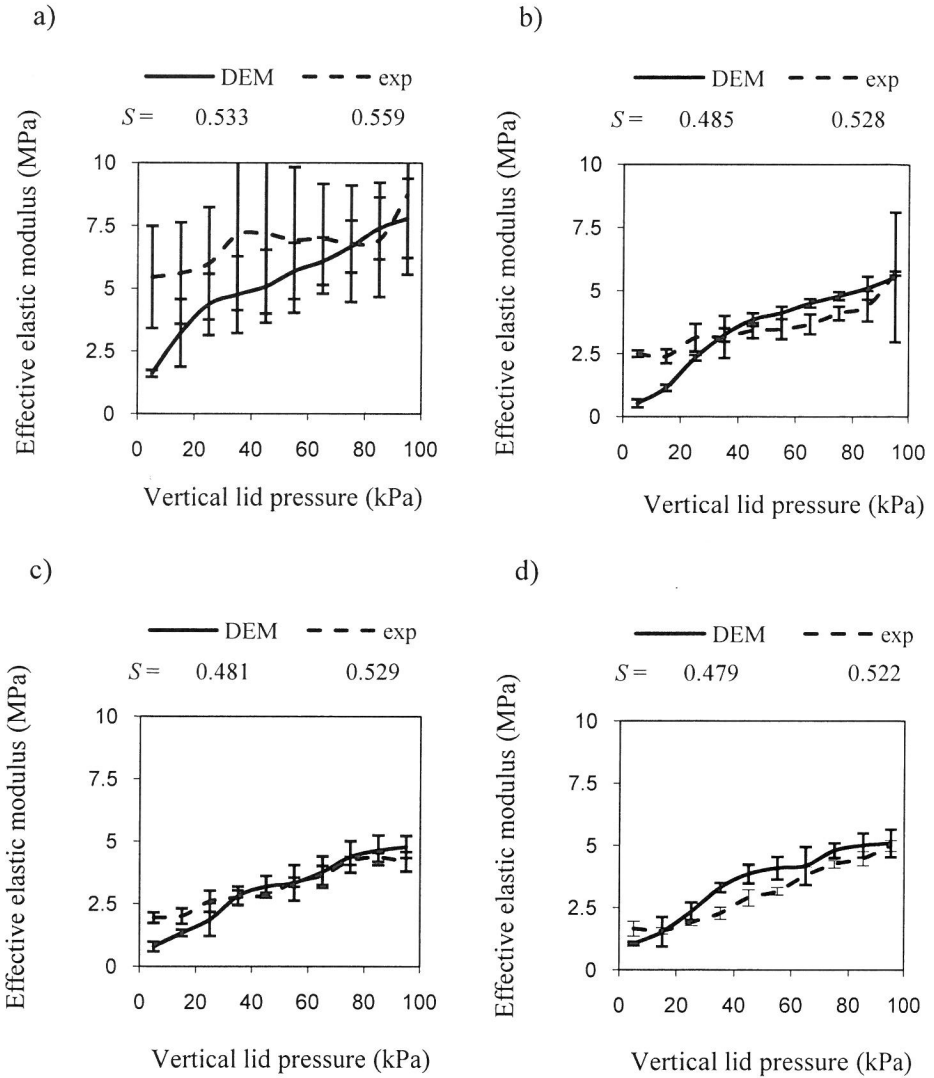 a)
DEM exp
S = 0.533 0.559
Effective elastic modulus (MPa)
10
7.5
5
2.5
0
0 20 40 60 80 100
Vertical lid pressure (kPa)
b)
DEM exp
S = 0.485 0.528
Effective elastic modulus (MPa)
10
7.5
5
2.5
0
0 20 40 60 80 100
Vertical lid pressure (kPa)
c)
DEM exp
S = 0.481 0.529
Effective elastic modulus (MPa)
10
7.5
5
2.5
0
0 20 40 60 80 100
Vertical lid pressure (kPa)
d)
DEM exp
S = 0.479 0.522
Effective elastic modulus (MPa)
10
7.5
5
2.5
0
0 20 40 60 80 100
Vertical lid pressure (kPa)